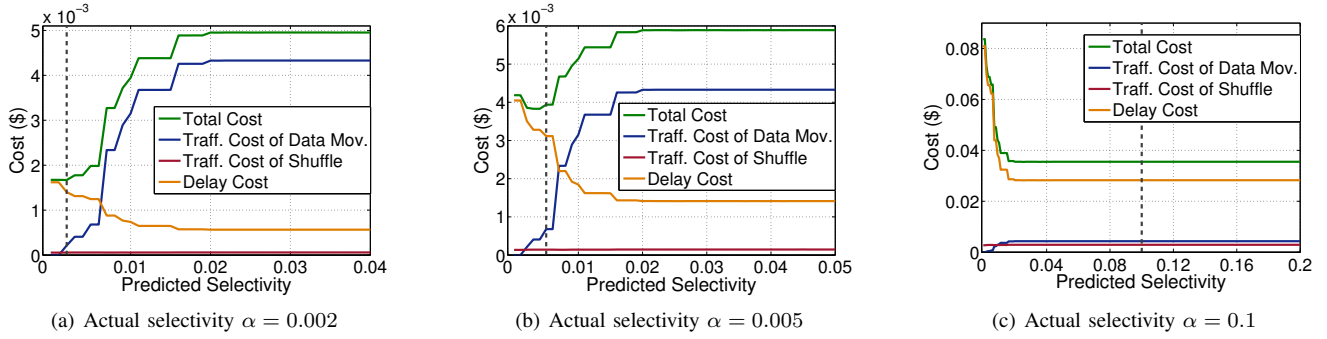 x 10⁻³
5
4
3
2
1
0
0
0.01
0.02
0.03
0.04
Cost ($)
Predicted Selectivity
Total Cost
Traff. Cost of Data Mov.
Traff. Cost of Shuffle
Delay Cost
(a) Actual selectivity α = 0.002
x 10⁻³
6
5
4
3
2
1
0
0
0.01
0.02
0.03
0.04
0.05
Cost ($)
Predicted Selectivity
Total Cost
Traff. Cost of Data Mov.
Traff. Cost of Shuffle
Delay Cost
(b) Actual selectivity α = 0.005
0.08
0.06
0.04
0.02
0
0
0.04
0.08
0.12
0.16
0.2
Cost ($)
Predicted Selectivity
Total Cost
Traff. Cost of Data Mov.
Traff. Cost of Shuffle
Delay Cost
(c) Actual selectivity α = 0.1